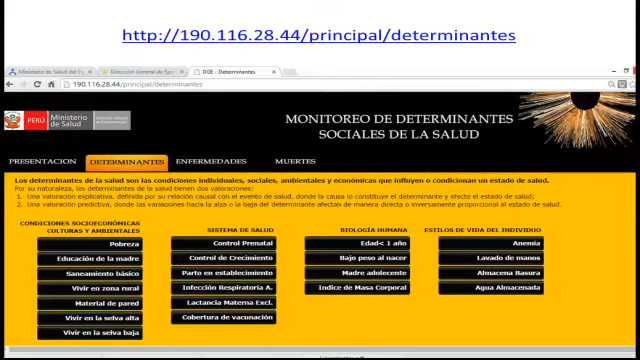 http://190.116.28.44/principal/determinantes
Ministerio de Salud del
Dirección General de Epi
DGE - Determinantes
190.116.28.44/principal/determinantes
PERÚ
Ministerio
de Salud
MONITOREO DE DETERMINANTES
SOCIALES DE LA SALUD
PRESENTACION
DETERMINANTES
ENFERMEDADES
MUERTES
Los determinantes de la salud son las condiciones individuales, sociales, ambientales y económicas que influyen o condicionan un estado de salud.
Por su naturaleza, los determinantes de la salud tienen dos valoraciones:
1. Una valoración explicativa, definida por su relación causal con el evento de salud, donde la causa ió constituye el determinante y efecto el estado de salud;
2. Una valoración predictiva, donde las variaciones hacia la alza o la baja del determinante afectan de manera directa o inversamente proporcional al estado de salud.
CONDICIONES SOCIOECONÓMICAS
CULTURAS Y AMBIENTALES
Pobreza
Educación de la madre
Saneamiento básico
Vivir en zona rural
Material de pared
Vivir en la selva alta
Vivir en la selva baja
SISTEMA DE SALUD
Control Prenatal
Control de Crecimiento
Parto en establecimiento
Infección Respiratoria A.
Lactancia Materna Excl.
Cobertura de vacunación
BIOLOGÍA HUMANA
Edad< 1 año
Bajo peso al nacer
Madre adolecente
Indice de Masa Corporal
ESTILOS DE VIDA DEL INDIVIDIO
Anemia
Lavado de manos
Almacena Basura
Agua Almacenada